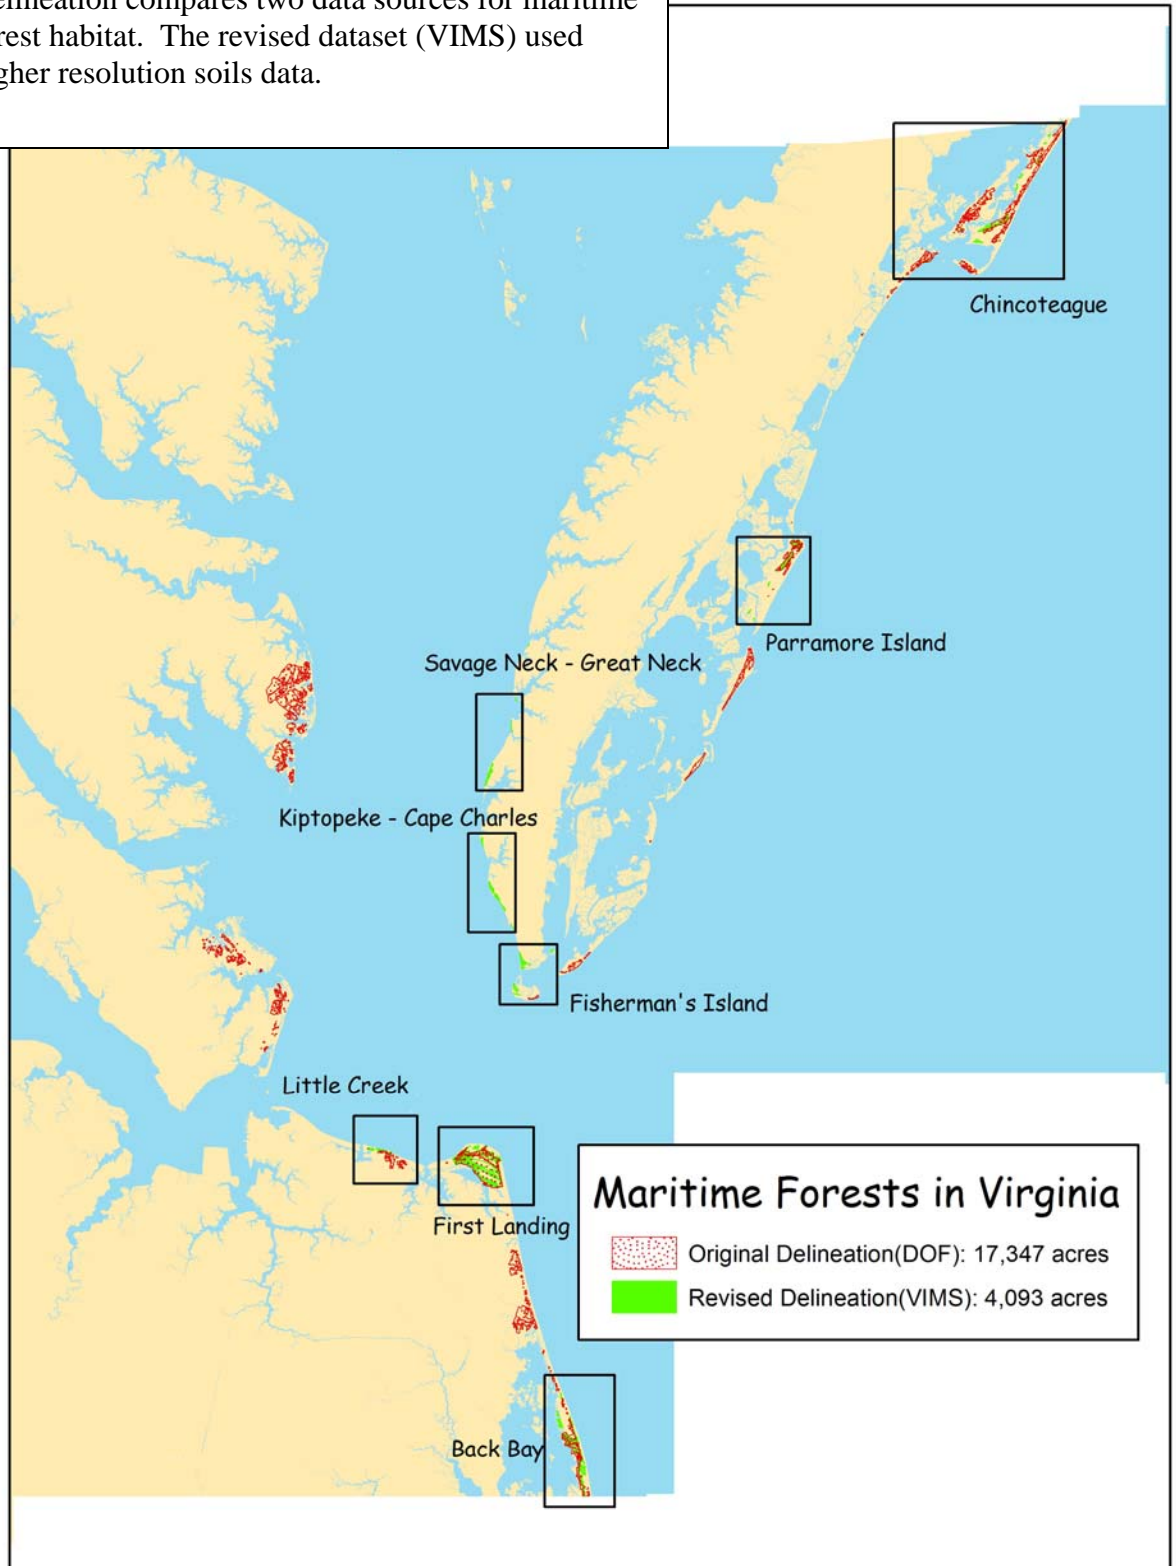 elineation compares two data sources for maritime
rest habitat. The revised dataset (VIMS) used
gher resolution soils data.
Chincoteague
Parramore Island
Savage Neck - Great Neck
Kiptopeke - Cape Charles
Fisherman's Island
Little Creek
First Landing
Maritime Forests in Virginia
Original Delineation(DOF): 17,347 acres
Revised Delineation(VIMS): 4,093 acres
Back Bay